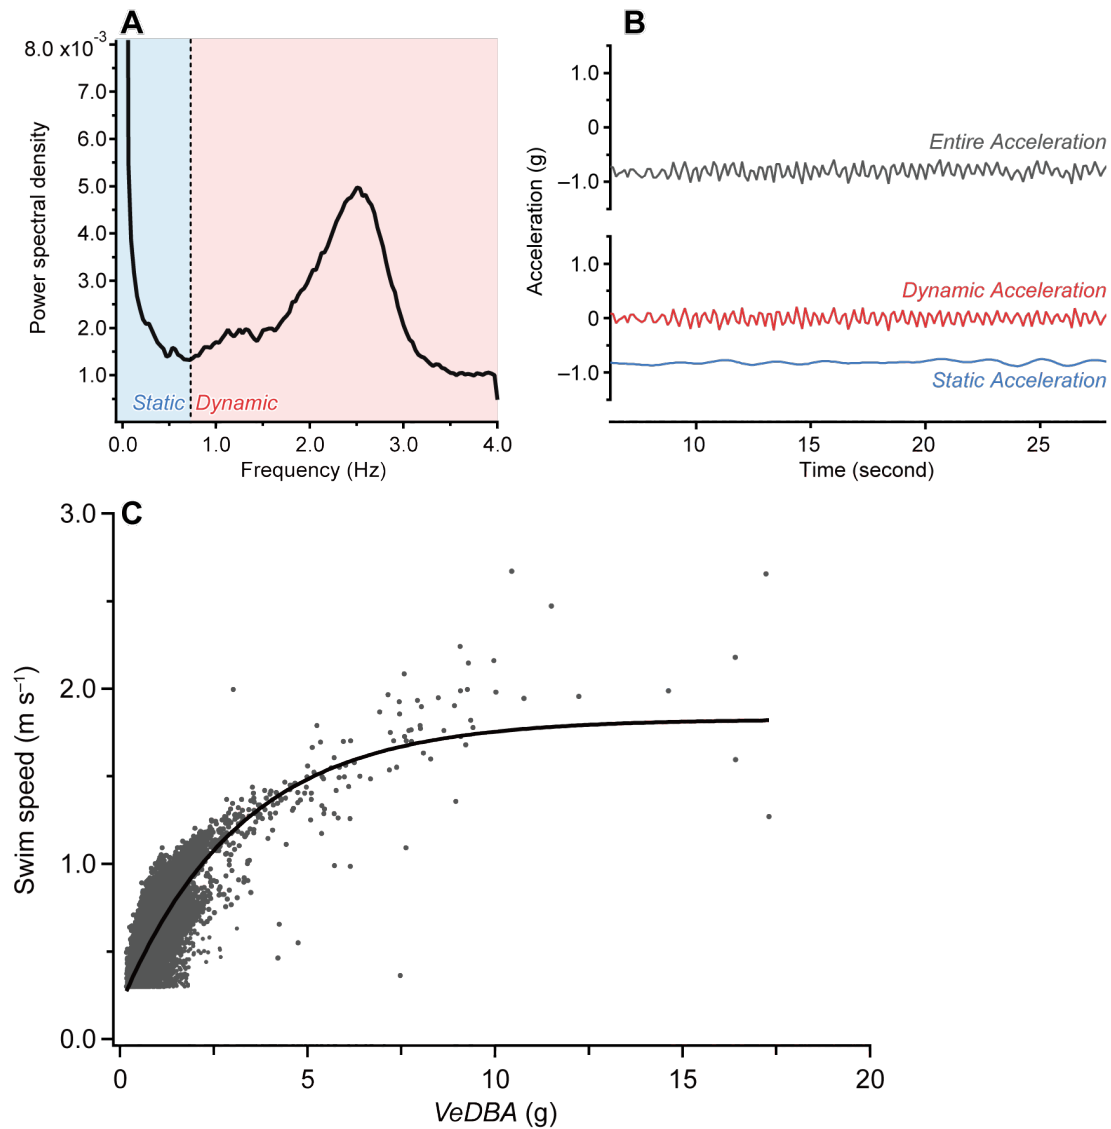 A
8.0 x10⁻³
7.0
6.0
5.0
4.0
3.0
2.0
1.0
Power spectral density
Static
Dynamic
0.0 1.0 2.0 3.0 4.0
Frequency (Hz)
B
1.0
0
–1.0
Entire Acceleration
Acceleration (g)
1.0
0
–1.0
Dynamic Acceleration
Static Acceleration
10 15 20 25
Time (second)
C
3.0
2.0
1.0
0.0
Swim speed (m s⁻¹)
0 5 10 15 20
VeDBA (g)